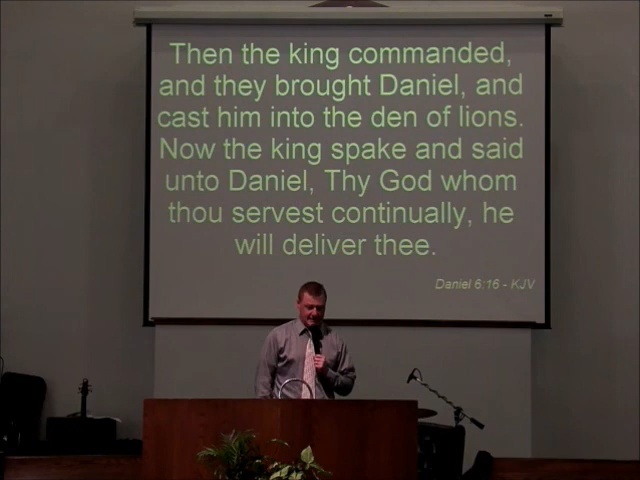 Then the king commanded,
and they brought Daniel, and
cast him into the den of lions.
Now the king spake and said
unto Daniel, Thy God whom
thou servest continually, he
will deliver thee.
Daniel 6:16 - KJV